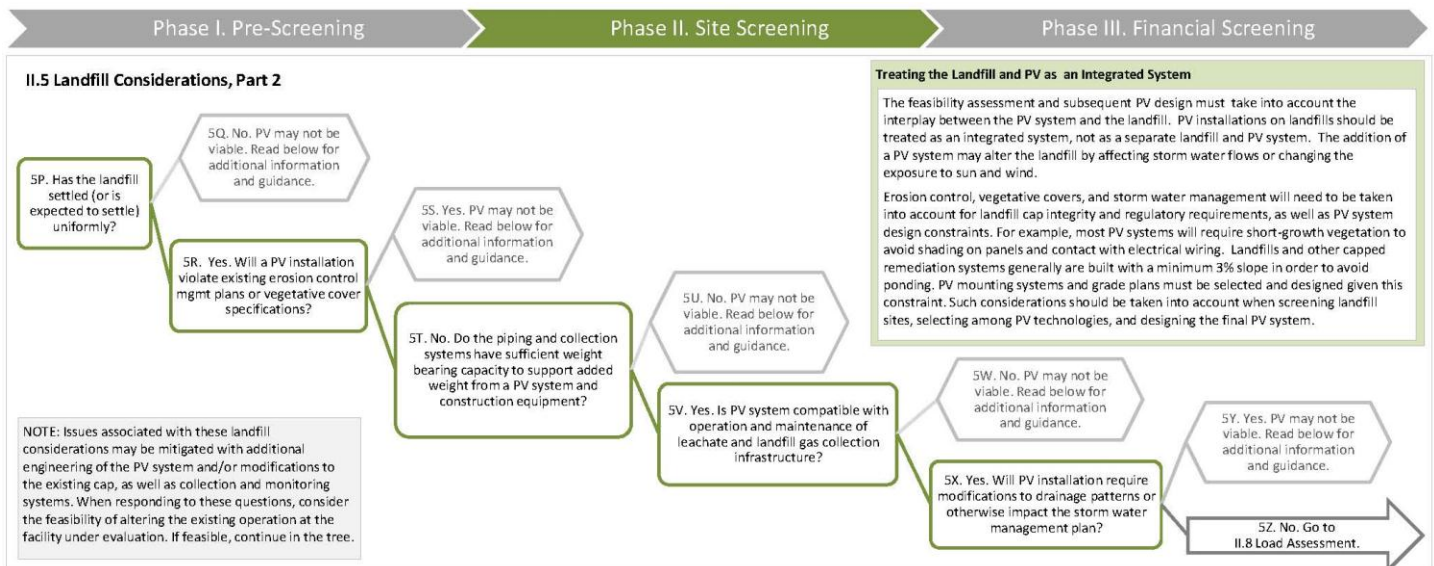 Phase I. Pre-Screening
Phase II. Site Screening
Phase III. Financial Screening
II.5 Landfill Considerations, Part 2
5P. Has the landfill
settled (or is
expected to settle)
uniformly?
5Q. No. PV may not be
viable. Read below for
additional information
and guidance.
5R. Yes. Will a PV installation
violate existing erosion control
mgmt plans or vegetative cover
specifications?
5S. Yes. PV may not be
viable. Read below for
additional information
and guidance.
5T. No. Do the piping and collection
systems have sufficient weight
bearing capacity to support added
weight from a PV system and
construction equipment?
5U. No. PV may not be
viable. Read below for
additional information
and guidance.
5V. Yes. Is PV system compatible with
operation and maintenance of
leachate and landfill gas collection
infrastructure?
5W. No. PV may not be
viable. Read below for
additional information
and guidance.
5X. Yes. Will PV installation require
modifications to drainage patterns or
otherwise impact the storm water
management plan?
5Y. Yes. PV may not be
viable. Read below for
additional information
and guidance.
5Z. No. Go to
II.8 Load Assessment.
Treating the Landfill and PV as an Integrated System
The feasibility assessment and subsequent PV design must take into account the
interplay between the PV system and the landfill. PV installations on landfills should be
treated as an integrated system, not as a separate landfill and PV system. The addition of
a PV system may alter the landfill by affecting storm water flows or changing the
exposure to sun and wind.
Erosion control, vegetative covers, and storm water management will need to be taken
into account for landfill cap integrity and regulatory requirements, as well as PV system
design constraints. For example, most PV systems will require short-growth vegetation to
avoid shading on panels and contact with electrical wiring. Landfills and other capped
remediation systems generally are built with a minimum 3% slope in order to avoid
ponding. PV mounting systems and grade plans must be selected and designed given this
constraint. Such considerations should be taken into account when screening landfill
sites, selecting among PV technologies, and designing the final PV system.
NOTE: Issues associated with these landfill
considerations may be mitigated with additional
engineering of the PV system and/or modifications to
the existing cap, as well as collection and monitoring
systems. When responding to these questions, consider
the feasibility of altering the existing operation at the
facility under evaluation. If feasible, continue in the tree.